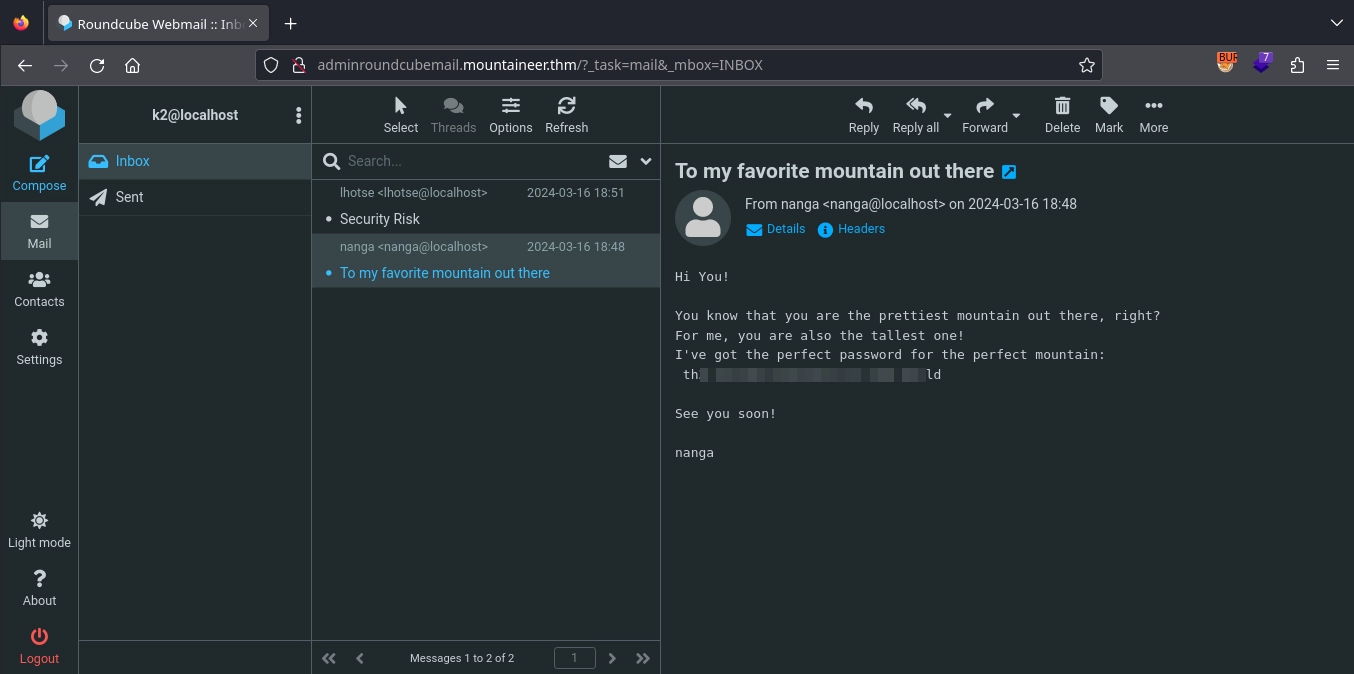 Roundcube Webmail :: Inb
adminroundcubemail.mountaineer.thm/?_task=mail&_mbox=INBOX
BUR
7
k2@localhost
Select
Threads
Options
Refresh
Reply
Reply all
Forward
Delete
Mark
More
Compose
Mail
Contacts
Settings
Light mode
About
Logout
Inbox
Sent
Search...
lhotse <lhotse@localhost> 2024-03-16 18:51
• Security Risk
nanga <nanga@localhost> 2024-03-16 18:48
• To my favorite mountain out there
Messages 1 to 2 of 2
1
To my favorite mountain out there
From nanga <nanga@localhost> on 2024-03-16 18:48
Details
Headers
Hi You!
You know that you are the prettiest mountain out there, right?
For me, you are also the tallest one!
I've got the perfect password for the perfect mountain:
See you soon!
nanga